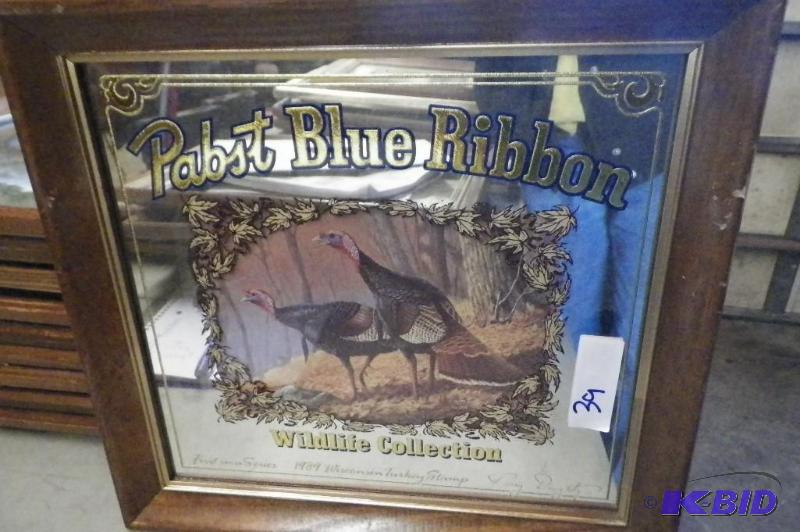 Pabst Blue Ribbon
Wildlife Collection
First in a Series 1989 Wisconsin Turkey Stamp
39
© K-BID